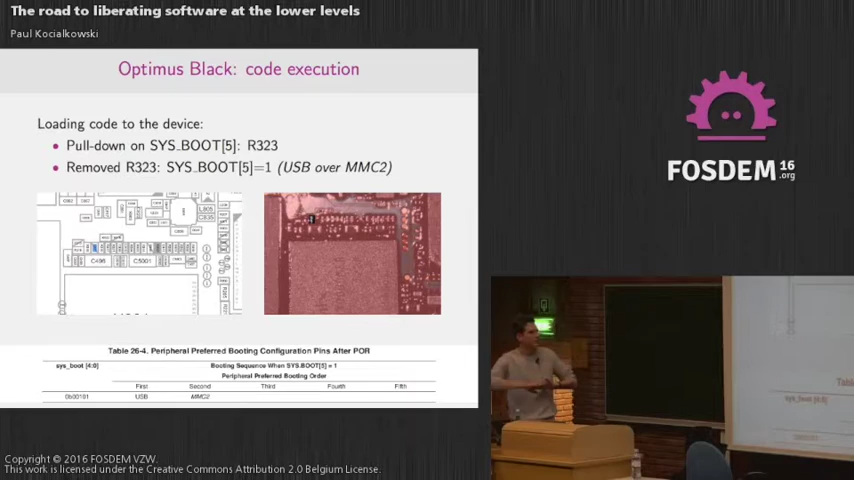 The road to liberating software at the lower levels
Paul Kocialkowski
Optimus Black: code execution
Loading code to the device:
• Pull-down on SYS_BOOT[5]: R323
• Removed R323: SYS_BOOT[5]=1 (USB over MMC2)
C496
C5001
L805
C835
Table 26-4. Peripheral Preferred Booting Configuration Pins After POR
sys_boot [4:0]
Booting Sequence When SYS.BOOT[5] = 1
Peripheral Preferred Booting Order
First Second Third Fourth Fifth
0b00101 USB MMC2
FOSDEM 16 .org
Copyright © 2016 FOSDEM VZW.
This work is licensed under the Creative Commons Attribution 2.0 Belgium License.